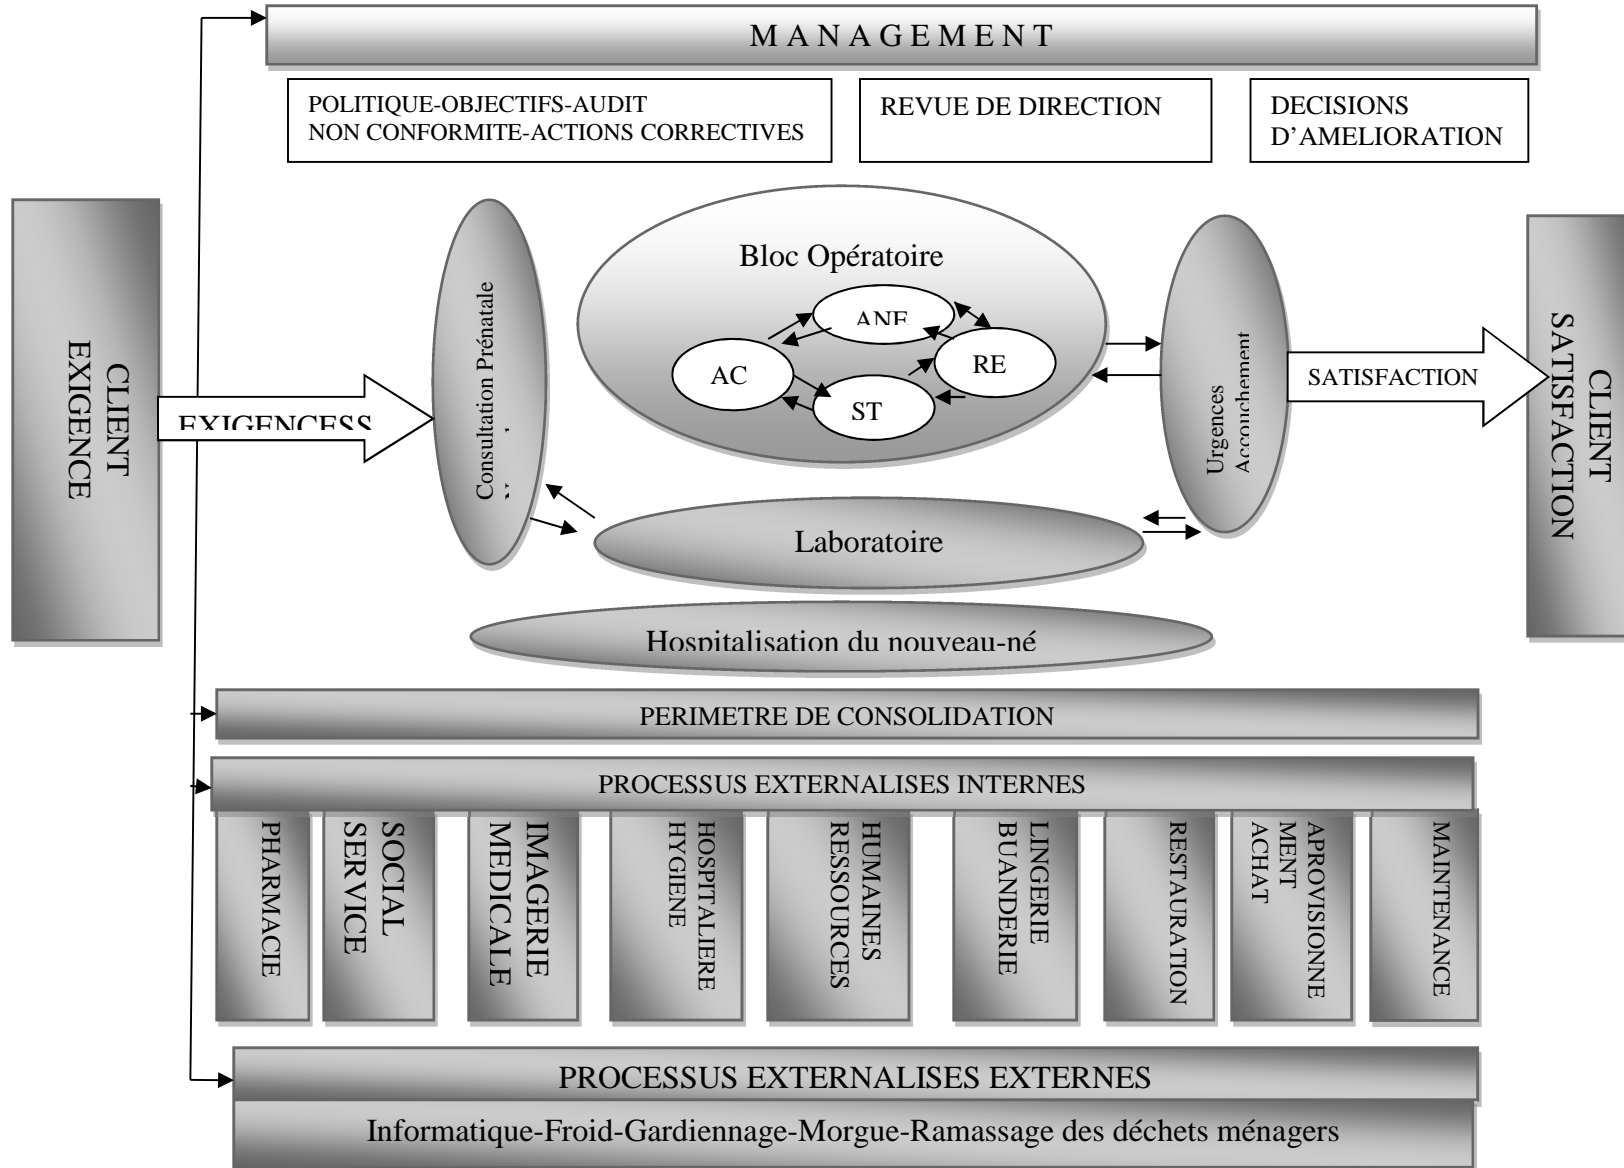 MANAGEMENT
POLITIQUE-OBJECTIFS-AUDIT
NON CONFORMITE-ACTIONS CORRECTIVES
REVUE DE DIRECTION
DECISIONS
D'AMELIORATION
CLIENT
EXIGENCE
EXIGENCESS
Consultation Prénatale
Bloc Opératoire
ANE
AC
RE
ST
Urgences
Accouchement
SATISFACTION
CLIENT
SATISFACTION
Laboratoire
Hospitalisation du nouveau-né
PERIMETRE DE CONSOLIDATION
PROCESSUS EXTERNALISES INTERNES
PHARMACIE
SOCIAL
SERVICE
IMAGERIE
MEDICALE
HOSPITALIERE
HYGIENE
HUMAINES
RESSOURCES
LINGERIE
BUANDERIE
RESTAURATION
APROVISIONNE
MENT
ACHAT
MAINTENANCE
PROCESSUS EXTERNALISES EXTERNES
Informatique-Froid-Gardiennage-Morgue-Ramassage des déchets ménagers